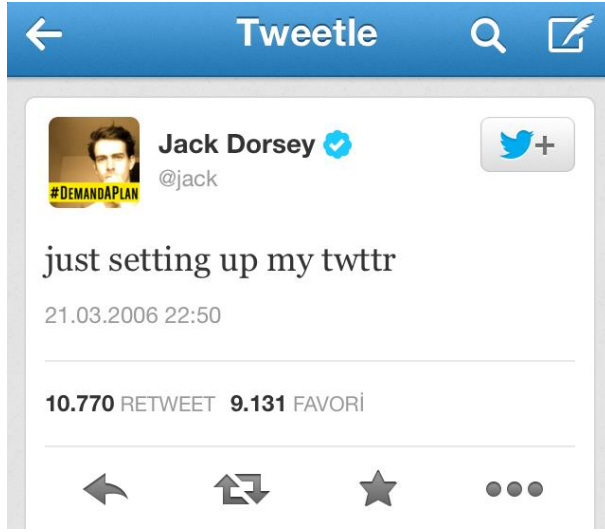 Tweetle
Jack Dorsey
@jack
#DEMANDAPLAN
just setting up my twttr
21.03.2006 22:50
10.770 RETWEET 9.131 FAVORİ